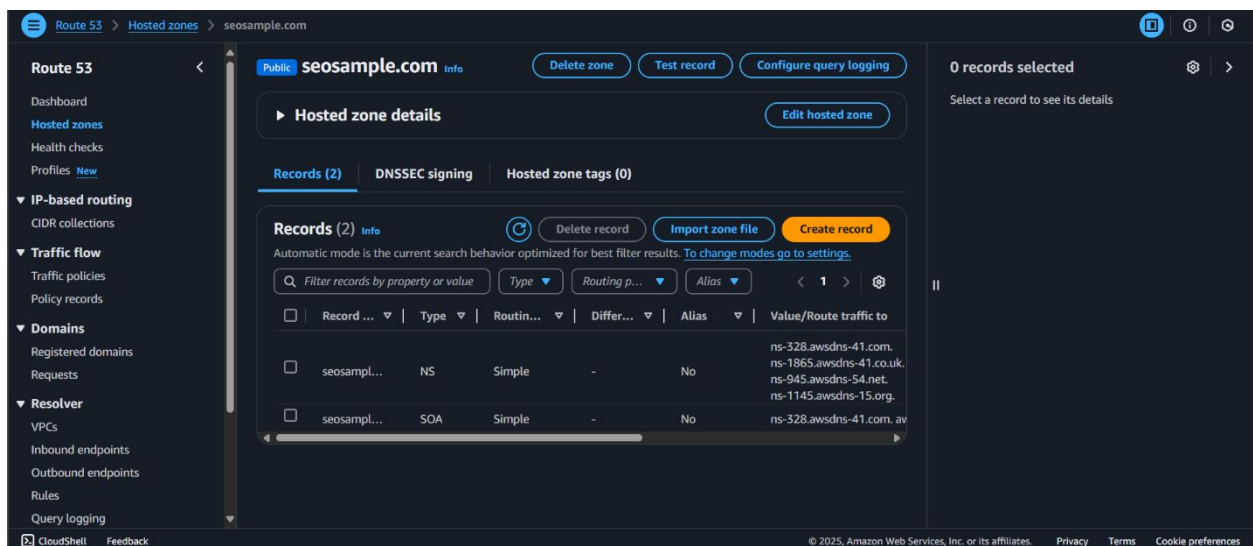 Route 53 > Hosted zones > seosample.com
Route 53
Dashboard
Hosted zones
Health checks
Profiles New
IP-based routing
CIDR collections
Traffic flow
Traffic policies
Policy records
Domains
Registered domains
Requests
Resolver
VPCs
Inbound endpoints
Outbound endpoints
Rules
Query logging
Public seosample.com Info
Delete zone
Test record
Configure query logging
Hosted zone details
Edit hosted zone
Records (2)
DNSSEC signing
Hosted zone tags (0)
Records (2) Info
Delete record
Import zone file
Create record
Automatic mode is the current search behavior optimized for best filter results. To change modes go to settings.
Filter records by property or value
Type
Routing p...
Alias
1
Record ... Type Routin... Differ... Alias Value/Route traffic to
seosampl... NS Simple - No
ns-328.awsdns-41.com.
ns-1865.awsdns-41.co.uk.
ns-945.awsdns-54.net.
ns-1145.awsdns-15.org.
seosampl... SOA Simple - No ns-328.awsdns-41.com. aw
0 records selected
Select a record to see its details
CloudShell Feedback
© 2025, Amazon Web Services, Inc. or its affiliates. Privacy Terms Cookie preferences